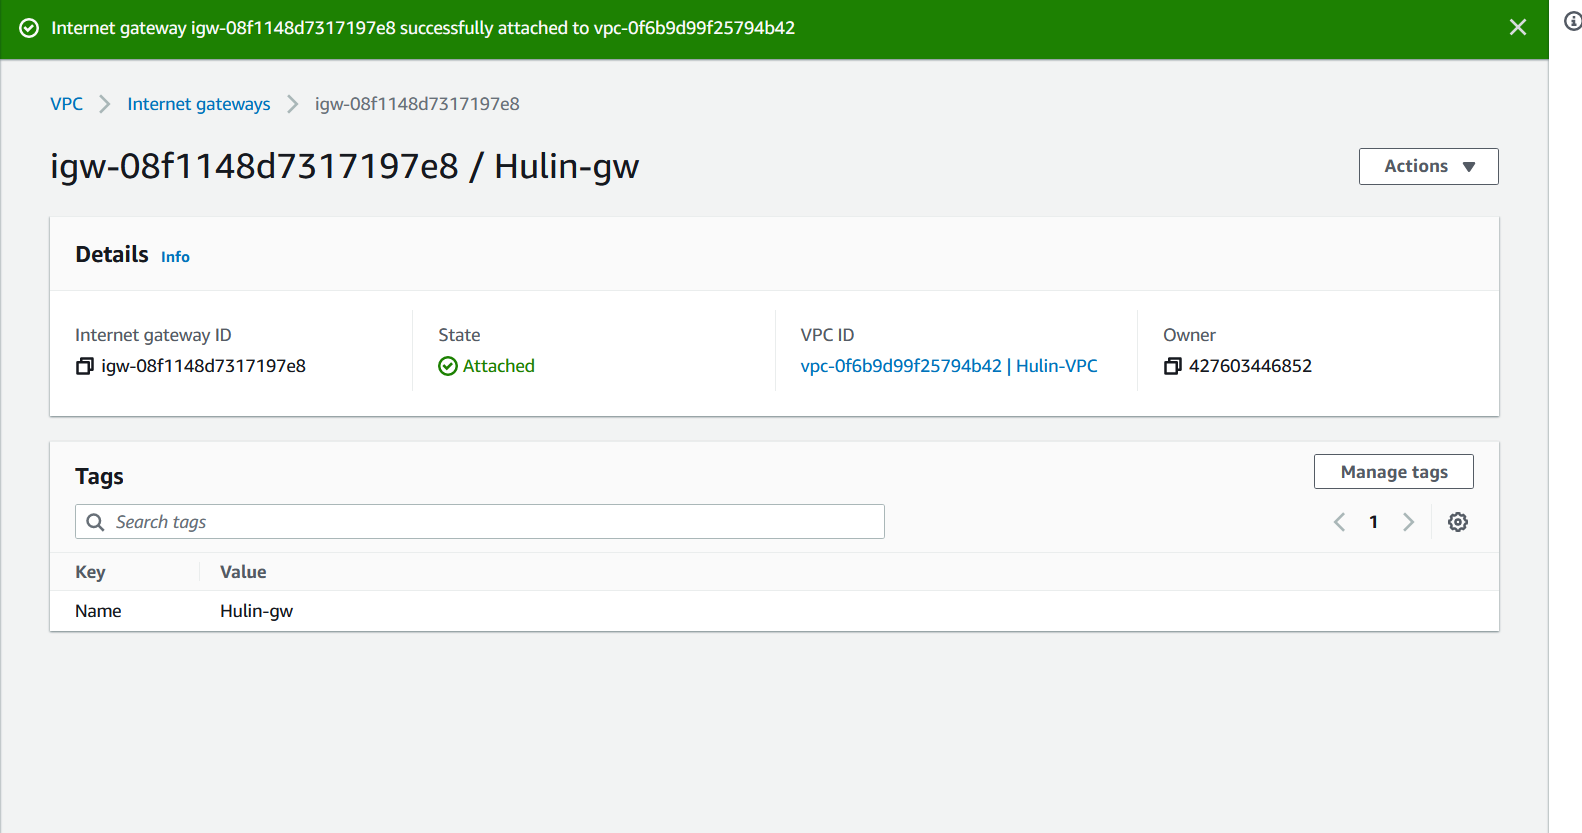 Internet gateway igw-08f1148d7317197e8 successfully attached to vpc-0f6b9d99f25794b42
VPC Internet gateways igw-08f1148d7317197e8
igw-08f1148d7317197e8 / Hulin-gw
Actions
Details Info
Internet gateway ID State VPC ID Owner
igw-08f1148d7317197e8 Attached vpc-0f6b9d99f25794b42 | Hulin-VPC 427603446852
Tags
Manage tags
Search tags
1
Key Value
Name Hulin-gw